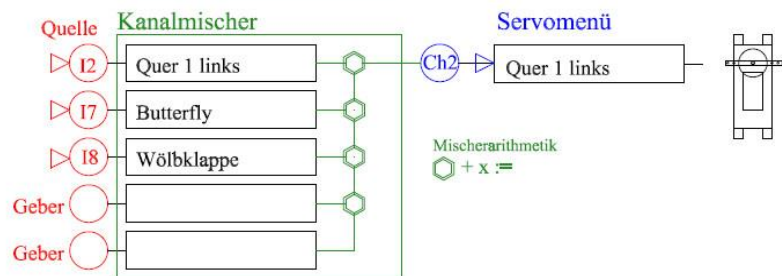 Quelle Kanalmischer Servomenü
I2 Quer 1 links Ch2 Quer 1 links
I7 Butterfly
I8 Wölbklappe
Mischerarithmetik
+ x :=
Geber
Geber